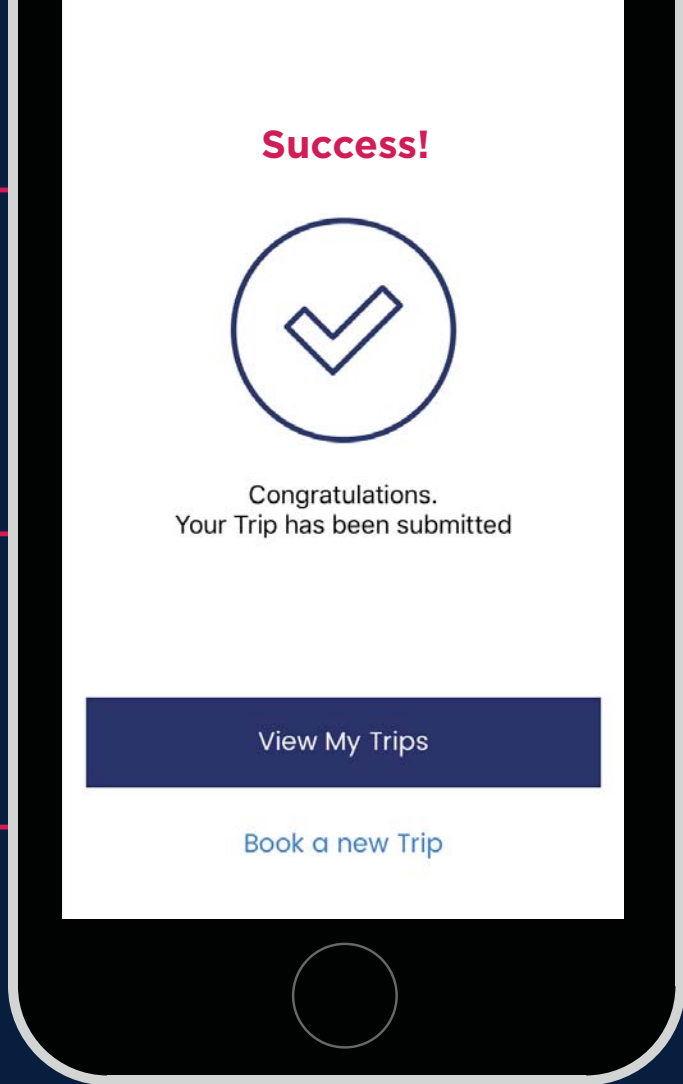 Success!
Congratulations.
Your Trip has been submitted
View My Trips
Book a new Trip